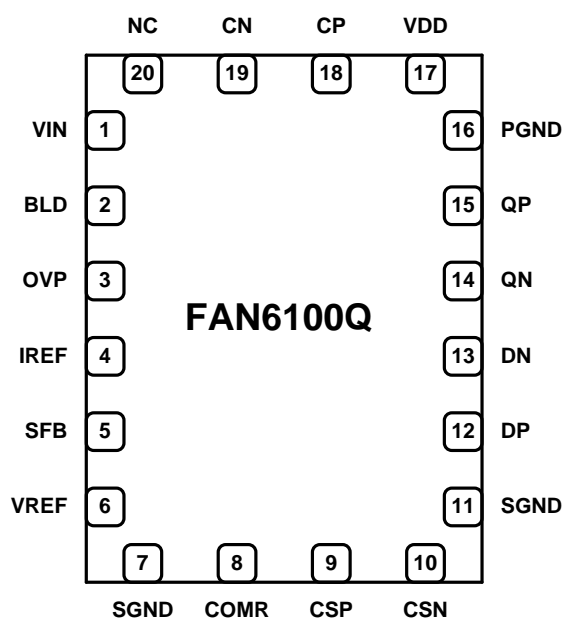 NC CN CP VDD
20 19 18 17
VIN 1 16 PGND
BLD 2 15 QP
OVP 3 14 QN
FAN6100Q
IREF 4 13 DN
SFB 5 12 DP
VREF 6 11 SGND
7 8 9 10
SGND COMR CSP CSN